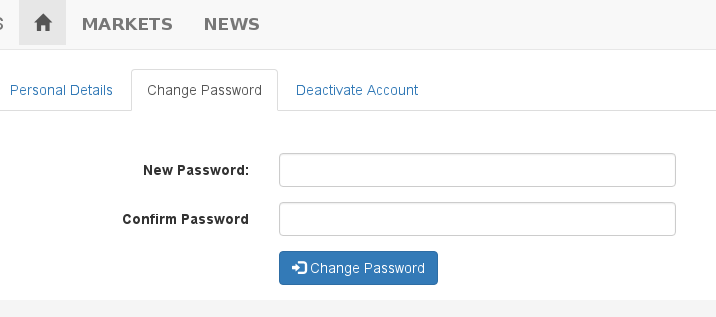 MARKETS NEWS
Personal Details Change Password Deactivate Account
New Password:
Confirm Password
Change Password